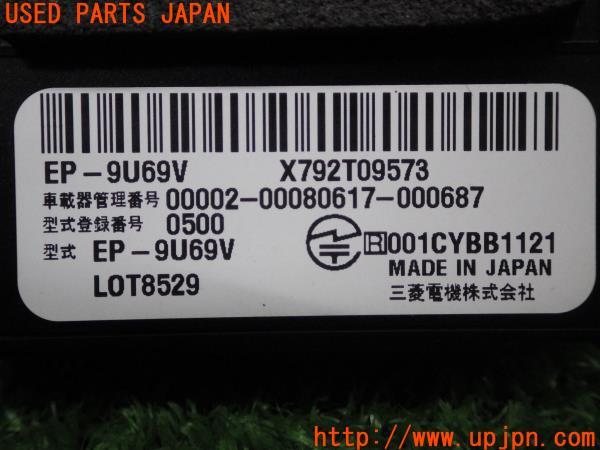 USED PARTS JAPAN
EP-9U69V X792T09573
車載器管理番号 00002-00080617-000687
型式登録番号 0500
型式 EP-9U69V
R 001CYBB1121
LOT8529
MADE IN JAPAN
三菱電機株式会社
UPJ
http://www.upjpn.com/